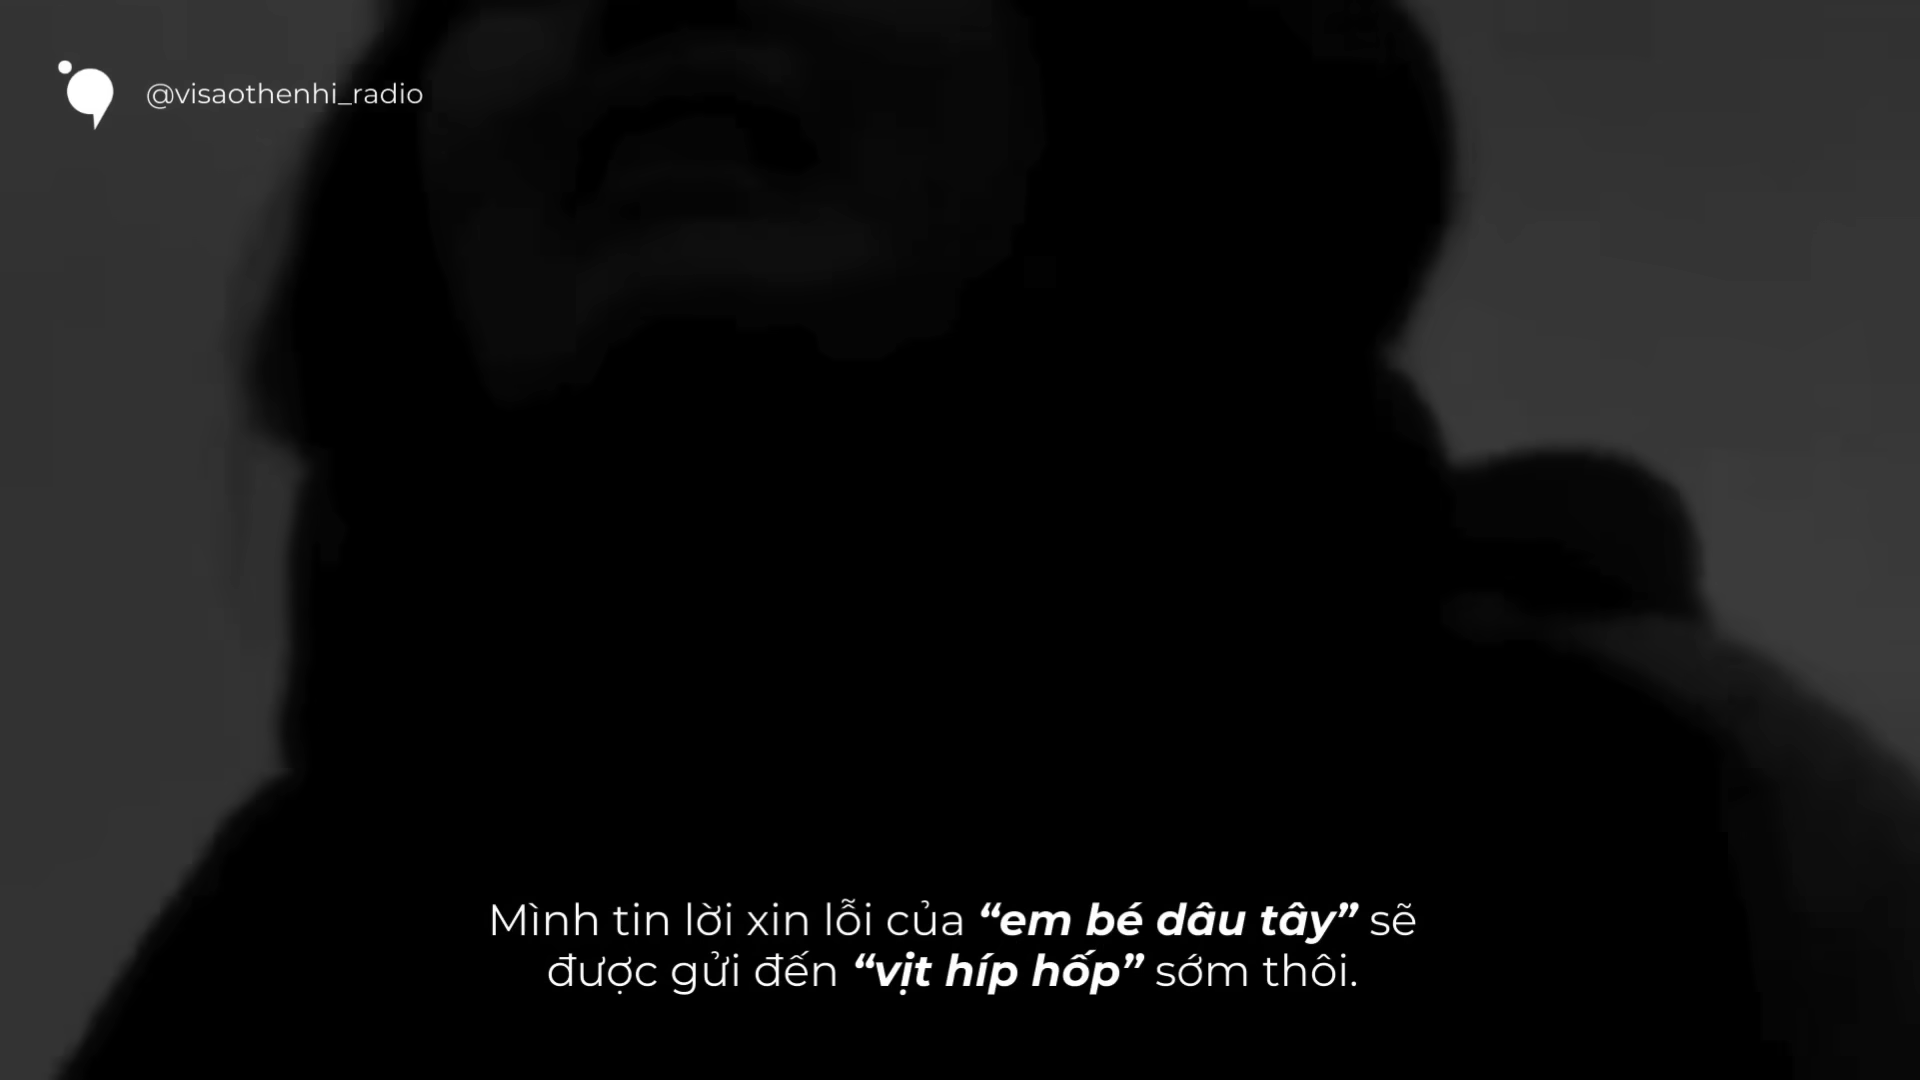 @visaothenhi_radio
Mình tin lời xin lỗi của “em bé dâu tây” sẽ
được gửi đến “vịt híp hốp” sớm thôi.